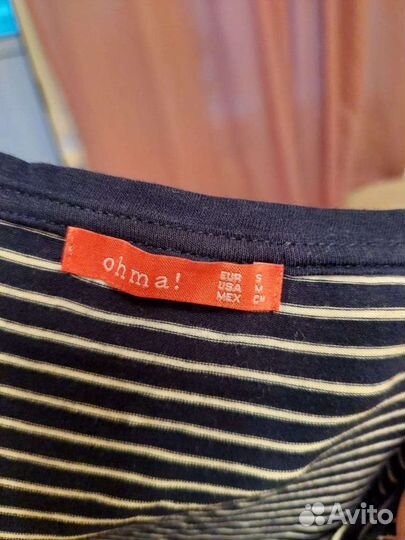 ohma!
EUR S
USA M
MEX CH
Avito